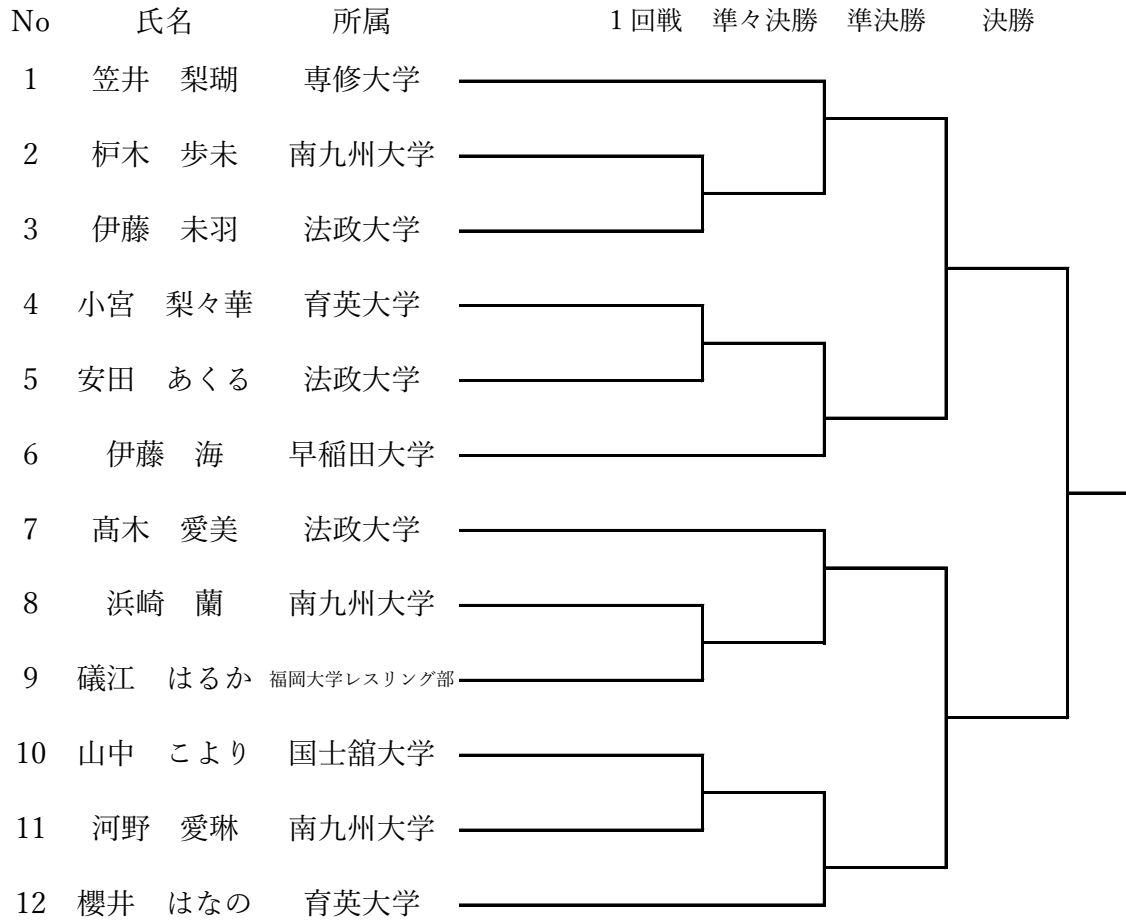 No 氏名 所属 1回戦 準々決勝 準決勝 決勝
1 笠井 梨瑚 専修大学
2 枦木 歩未 南九州大学
3 伊藤 未羽 法政大学
4 小宮 梨々華 育英大学
5 安田 あくる 法政大学
6 伊藤 海 早稲田大学
7 髙木 愛美 法政大学
8 浜崎 蘭 南九州大学
9 礒江 はるか 福岡大学レスリング部
10 山中 こより 国士舘大学
11 河野 愛琳 南九州大学
12 櫻井 はなの 育英大学